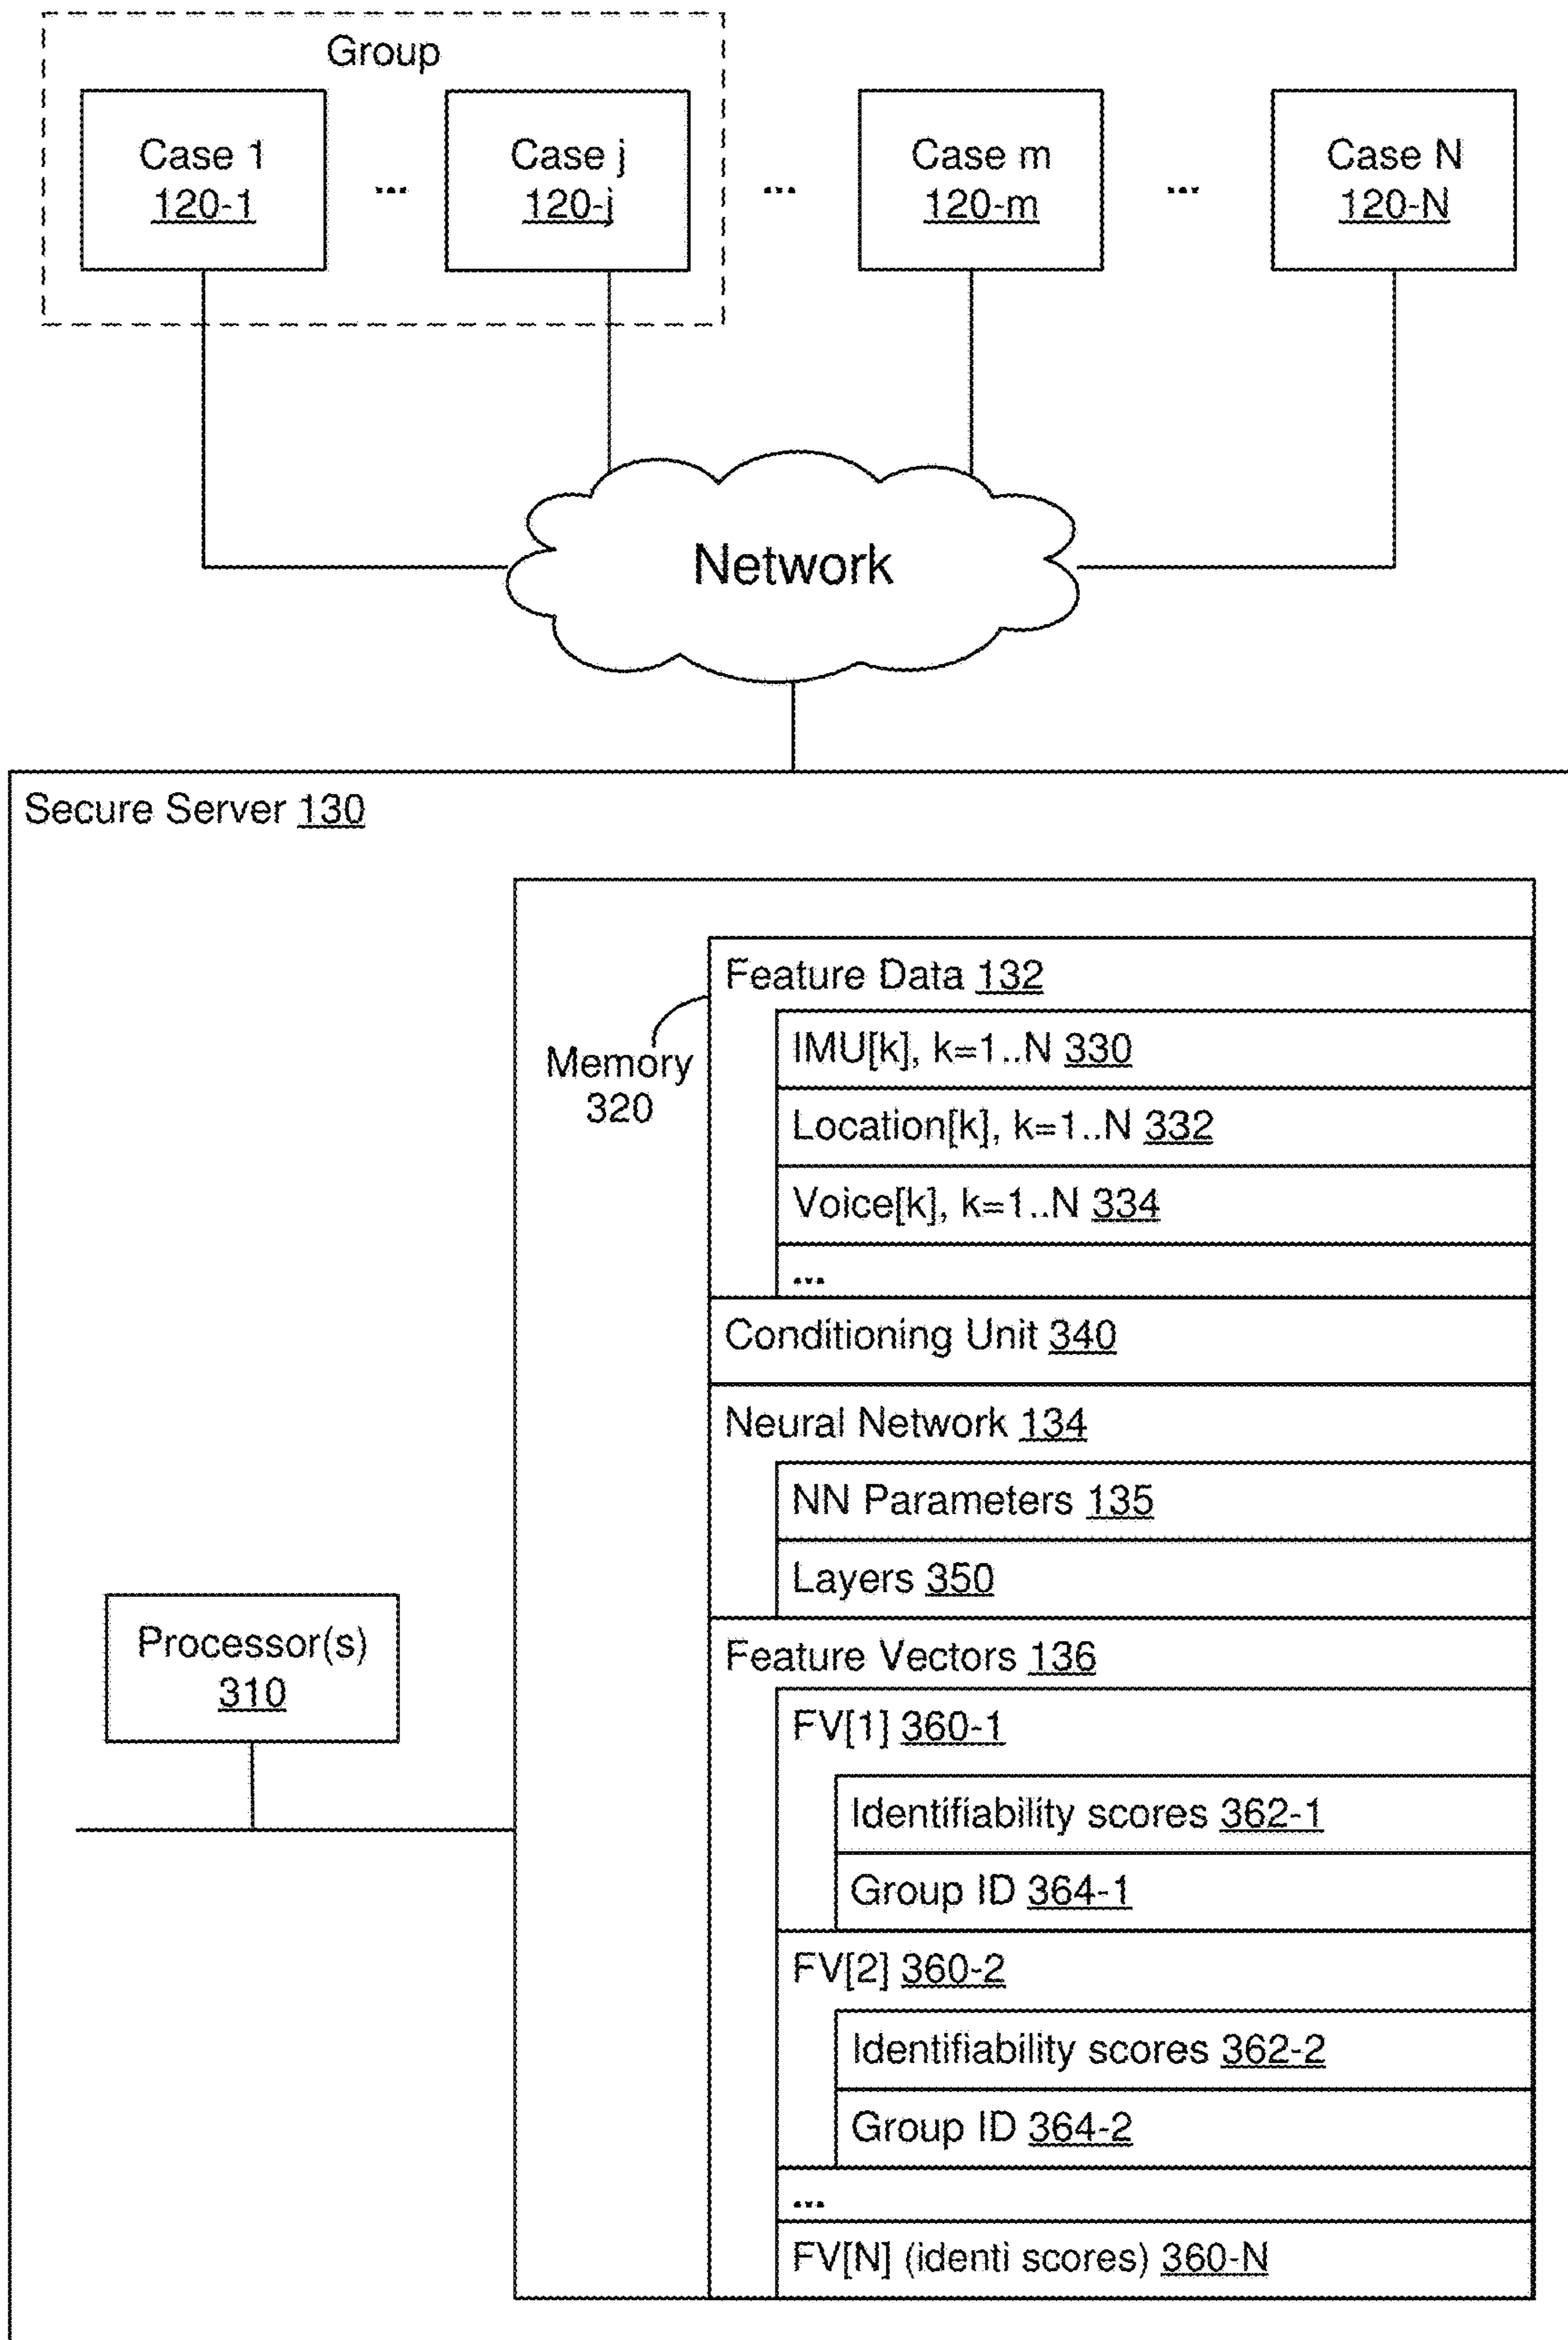 Group
Case 1
120-1
...
Case j
120-j
...
Case m
120-m
...
Case N
120-N
Network
Secure Server 130
Memory
320
Feature Data 132
IMU[k], k=1..N 330
Location[k], k=1..N 332
Voice[k], k=1..N 334
...
Conditioning Unit 340
Neural Network 134
NN Parameters 135
Layers 350
Processor(s)
310
Feature Vectors 136
FV[1] 360-1
Identifiability scores 362-1
Group ID 364-1
FV[2] 360-2
Identifiability scores 362-2
Group ID 364-2
...
FV[N] (identi scores) 360-N